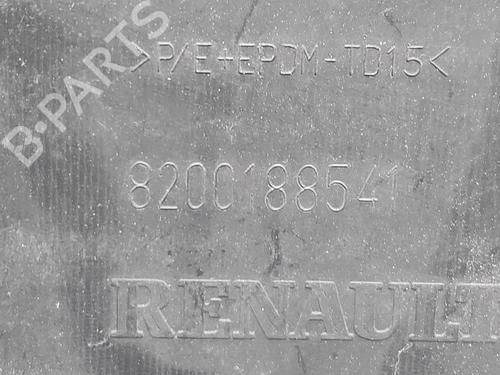 B-PARTS
>P/E+EPDM-TD15<
8200188541
RENAULT